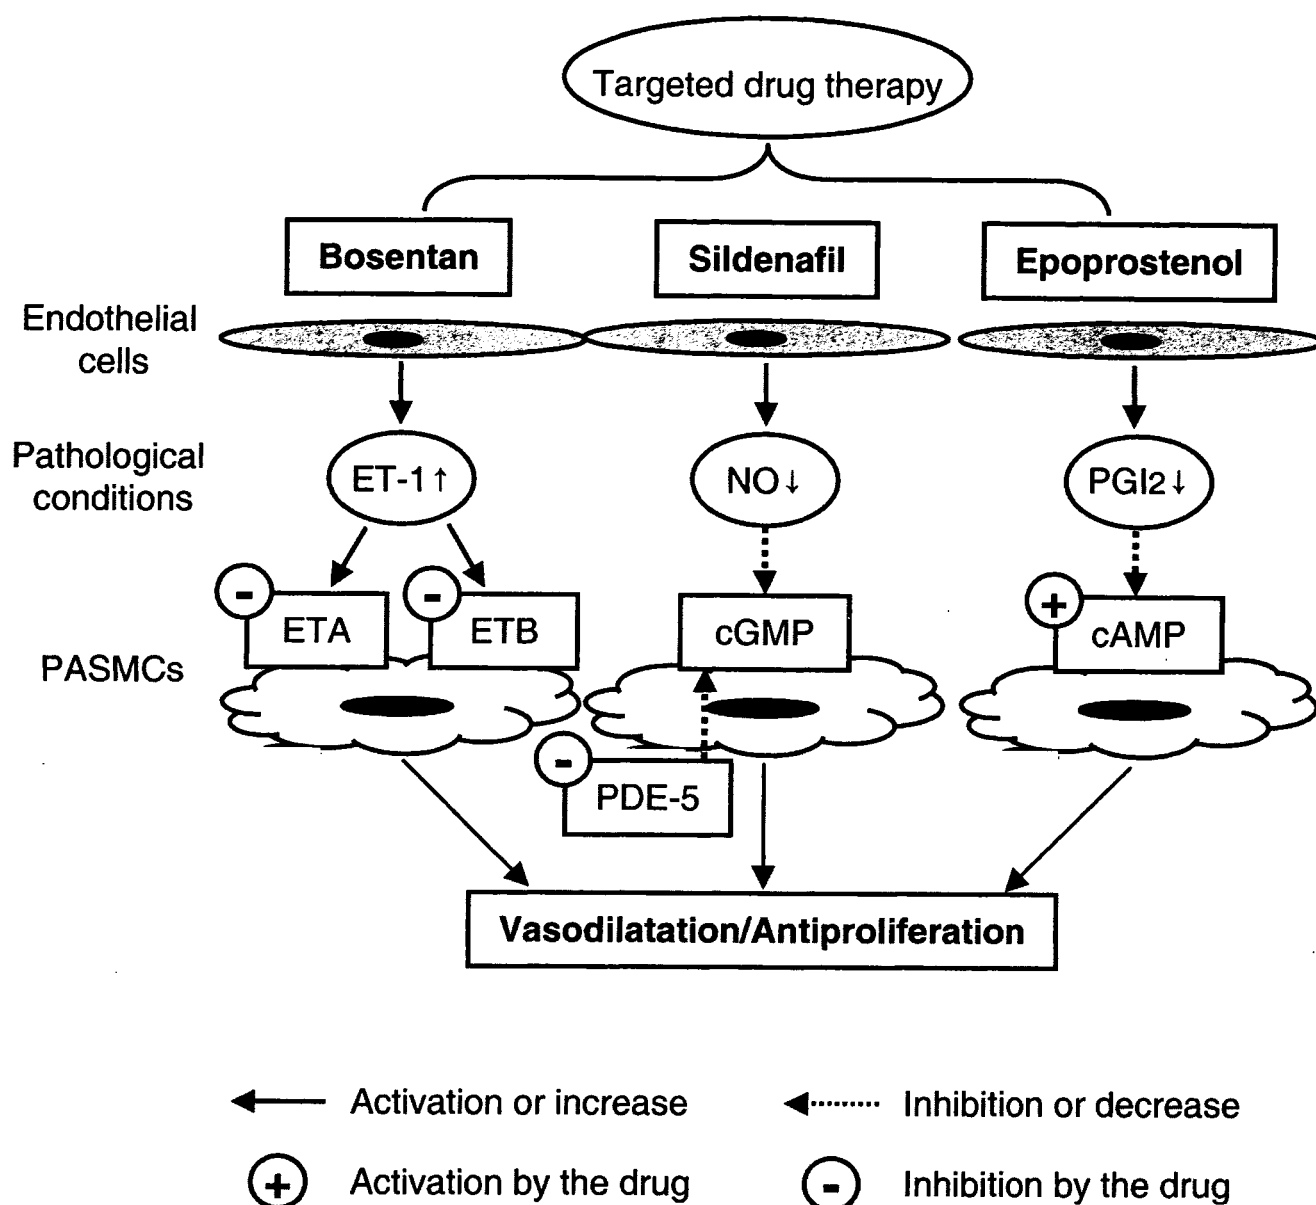 Targeted drug therapy
Bosentan
Sildenafil
Epoprostenol
Endothelial
cells
Pathological
conditions
ET-1↑
NO↓
PGI2↓
- ETA
- ETB
cGMP
+ cAMP
PASMCs
- PDE-5
Vasodilatation/Antiproliferation
Activation or increase
Inhibition or decrease
+ Activation by the drug
- Inhibition by the drug